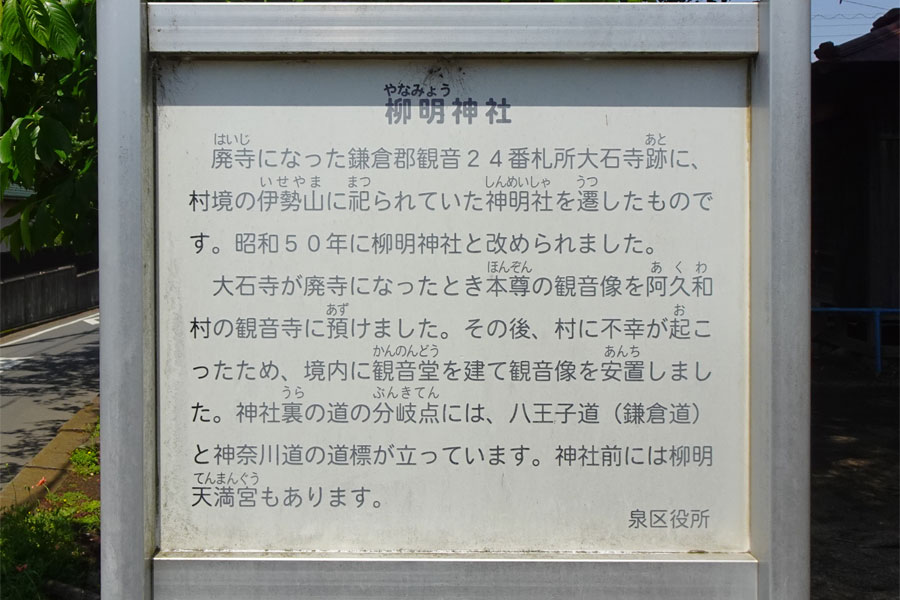 やなみょう
柳明神社
はいじ　あと
廃寺になった鎌倉郡観音２４番札所大石寺跡に、
いせやま　まつ　しんめいしゃ　うつ
村境の伊勢山に祀られていた神明社を遷したもので
す。昭和５０年に柳明神社と改められました。
ほんぞん　あくわ
大石寺が廃寺になったとき本尊の観音像を阿久和
あず　お
村の観音寺に預けました。その後、村に不幸が起こ
かんのんどう　あんち
ったため、境内に観音堂を建て観音像を安置しまし
うら　ぶんきてん
た。神社裏の道の分岐点には、八王子道（鎌倉道）
と神奈川道の道標が立っています。神社前には柳明
てんまんぐう
天満宮もあります。
泉区役所